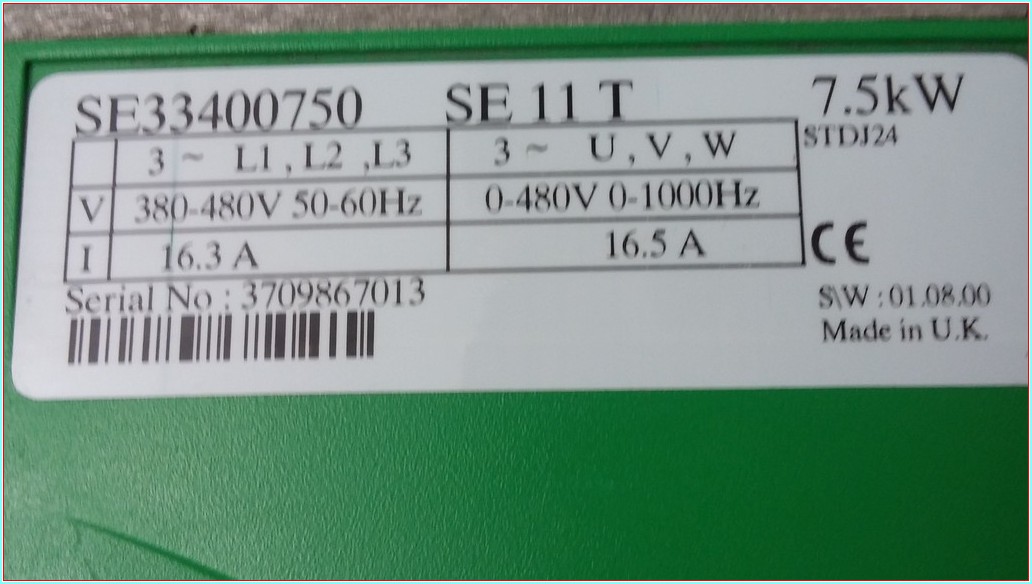 SE33400750 SE 11 T 7.5kW
STDJ24
3 ~ L1 , L2 ,L3 3 ~ U , V , W
V 380-480V 50-60Hz 0-480V 0-1000Hz
I 16.3 A 16.5 A
CE
Serial No : 3709867013
S\W : 01.08.00
Made in U.K.